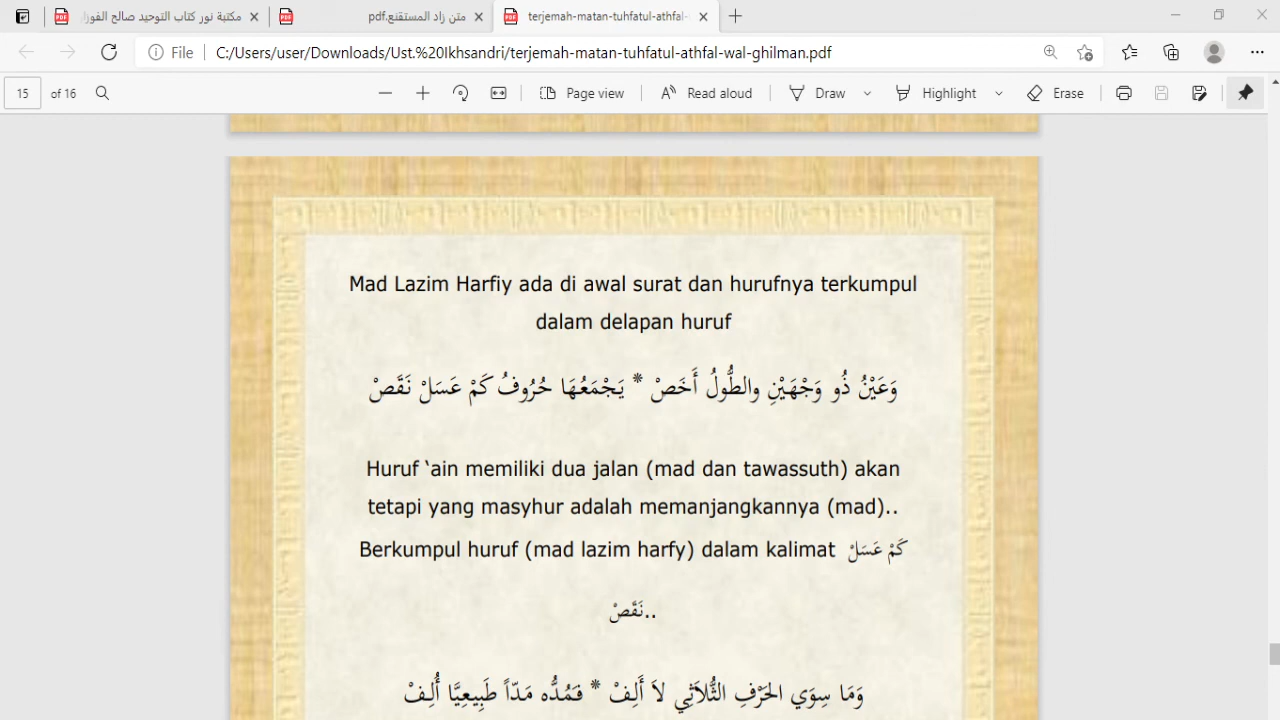 مكتبة نور كتاب التوحيد صالح الفوزا
متن زاد المستقنع.pdf
terjemah-matan-tuhfatul-athfal-
File C:/Users/user/Downloads/Ust.%20Ikhsandri/terjemah-matan-tuhfatul-athfal-wal-ghilman.pdf
15 of 16 Page view Read aloud Draw Highlight Erase
Mad Lazim Harfiy ada di awal surat dan hurufnya terkumpul
dalam delapan huruf
وَعَيْنُ ذُو وَجْهَيْنِ والطُّولُ أَخَصْ * يَجْمَعُهَا حُرُوفُ كَمْ عَسَلْ نَقَصْ
Huruf ‘ain memiliki dua jalan (mad dan tawassuth) akan
tetapi yang masyhur adalah memanjangkannya (mad)..
Berkumpul huruf (mad lazim harfy) dalam kalimat كَمْ عَسَلْ
نَقَصْ..
وَمَا سِوَي الحَرْفِ الثُّلاَثِي لاَ أَلِفْ * فَمُدُّه مَدّاً طَبِيعِيًّا أُلِفْ